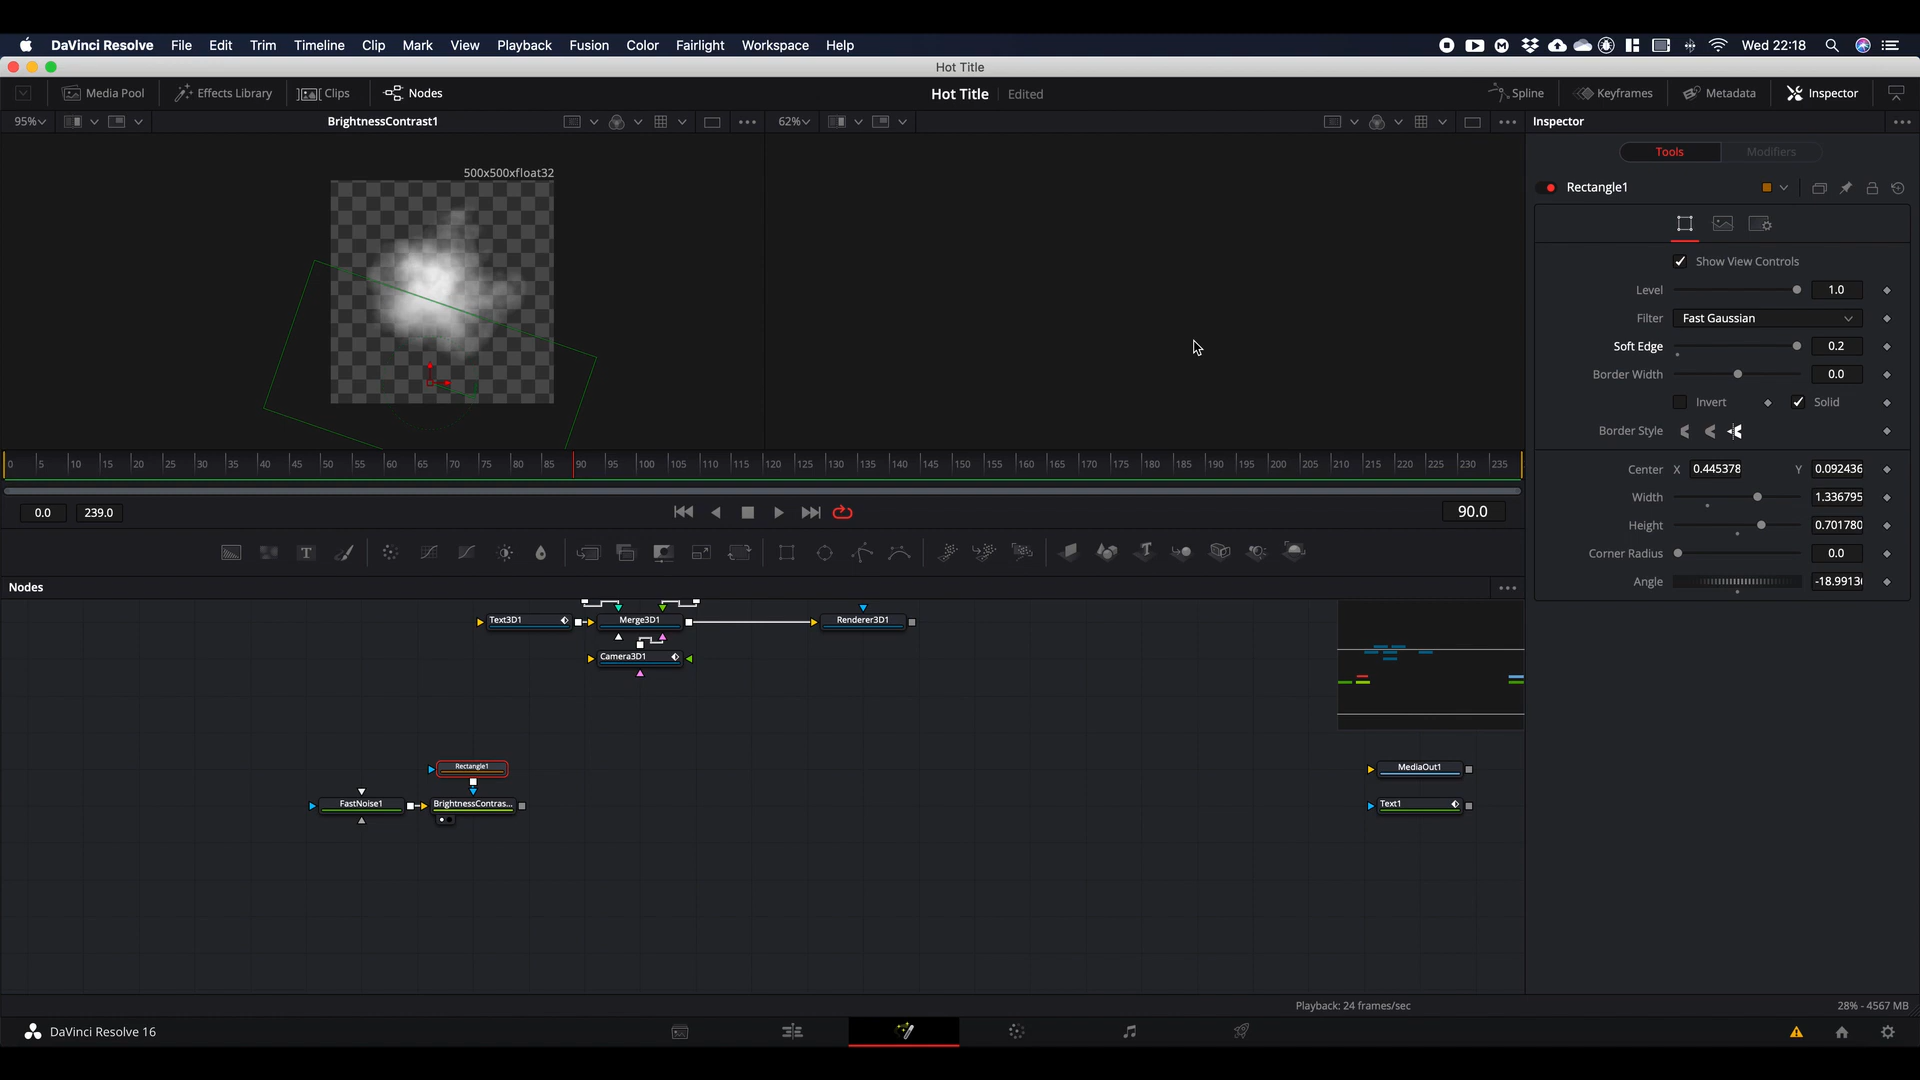 DaVinci Resolve File Edit Trim Timeline Clip Mark View Playback Fusion Color Fairlight Workspace Help Wed 22:18
Hot Title
Media Pool Effects Library Clips Nodes Hot Title Edited Spline Keyframes Metadata Inspector
95% BrightnessContrast1 62% Inspector
Tools Modifiers
500x500xfloat32
Rectangle1
Show View Controls
Level 1.0
Filter Fast Gaussian
Soft Edge 0.2
Border Width 0.0
Invert Solid
Border Style
0 5 10 15 20 25 30 35 40 45 50 55 60 65 70 75 80 85 90 95 100 105 110 115 120 125 130 135 140 145 150 155 160 165 170 175 180 185 190 195 200 205 210 215 220 225 230 235
Center X 0.445378 Y 0.092436
Width 1.336795
0.0 239.0 90.0
Height 0.701780
Corner Radius 0.0
Angle -18.9913
Nodes
Text3D1 Merge3D1 Renderer3D1
Camera3D1
Rectangle1 MediaOut1
FastNoise1 BrightnessContras... Text1
Playback: 24 frames/sec 28% - 4567 MB
DaVinci Resolve 16